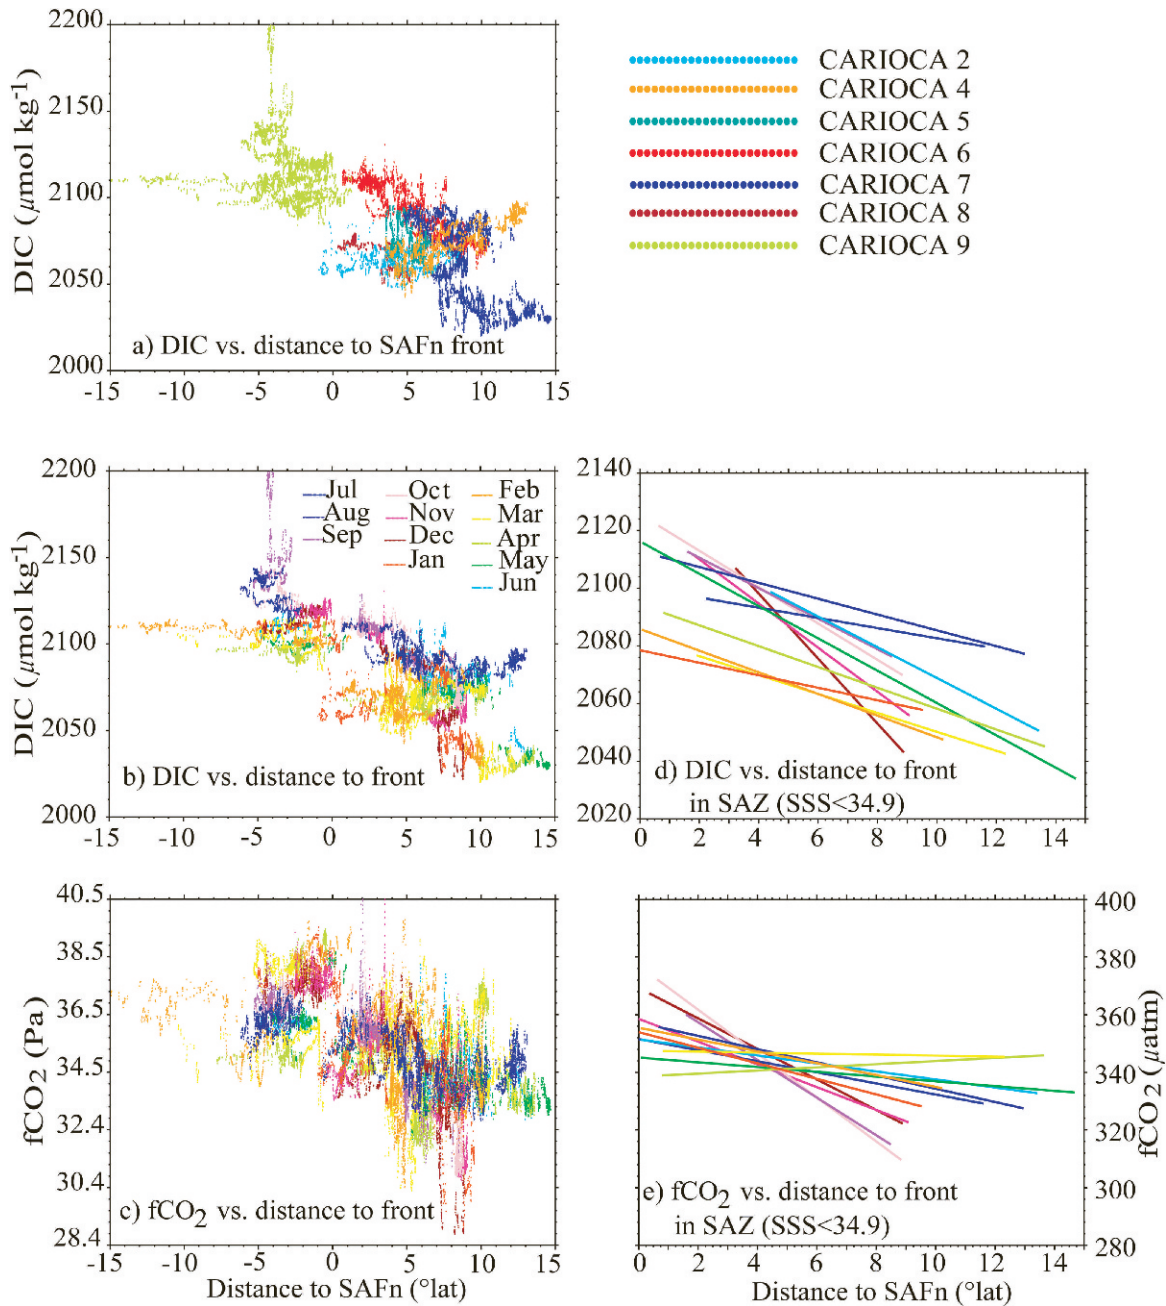 2200
2150
2100
2050
2000
DIC (µmol kg-1)
a) DIC vs. distance to SAFn front
-15 -10 -5 0 5 10 15
CARIOCA 2
CARIOCA 4
CARIOCA 5
CARIOCA 6
CARIOCA 7
CARIOCA 8
CARIOCA 9
2200
2150
2100
2050
2000
DIC (µmol kg-1)
Jul Oct Feb
Aug Nov Mar
Sep Dec Apr
Jan May
Jun
b) DIC vs. distance to front
-15 -10 -5 0 5 10 15
2140
2120
2100
2080
2060
2040
2020
d) DIC vs. distance to front
in SAZ (SSS<34.9)
0 2 4 6 8 10 12 14
40.5
38.5
36.5
34.5
32.4
30.4
28.4
fCO2 (Pa)
c) fCO2 vs. distance to front
-15 -10 -5 0 5 10 15
Distance to SAFn (°lat)
400
380
360
340
320
300
280
fCO2 (µatm)
e) fCO2 vs. distance to front
in SAZ (SSS<34.9)
0 2 4 6 8 10 12 14
Distance to SAFn (°lat)